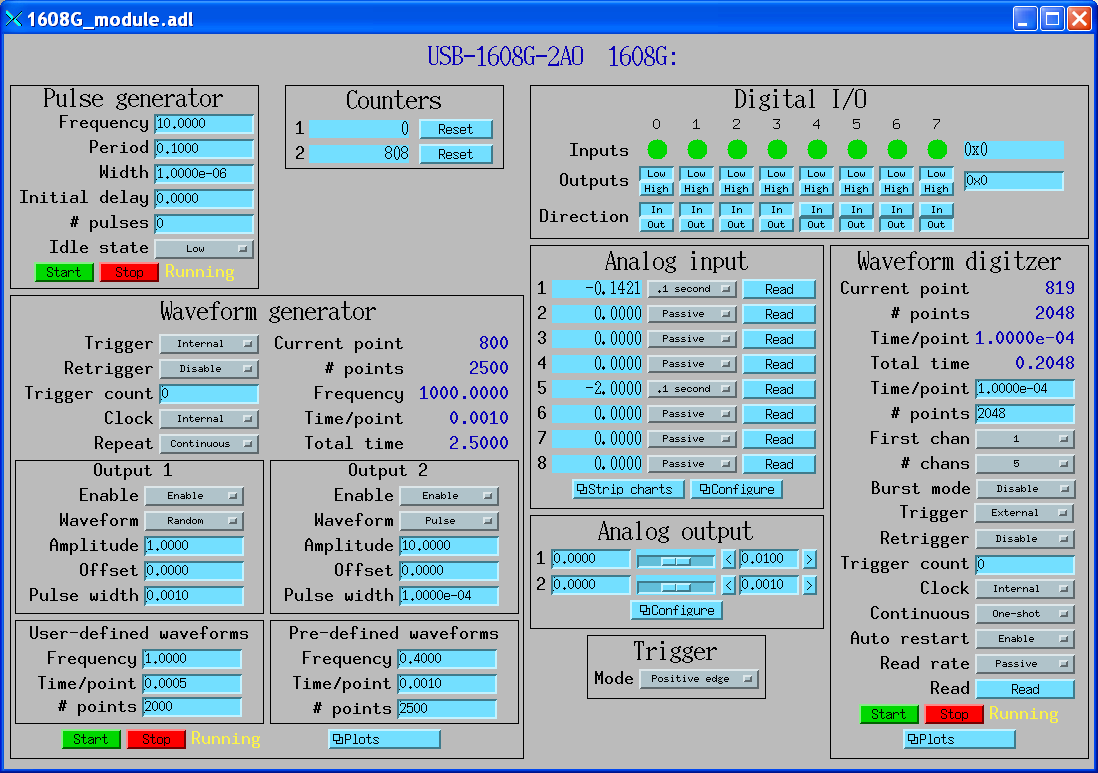 1608G_module.adl
USB-1608G-2AO 1608G:
Pulse generator
Frequency 10.0000
Period 0.1000
Width 1.0000e-06
Initial delay 0.0000
# pulses 0
Idle state Low
Start Stop Running
Counters
1 0 Reset
2 808 Reset
Digital I/O
0 1 2 3 4 5 6 7
Inputs 0x0
Low Low Low Low Low Low Low Low
Outputs 0x0
High High High High High High High High
In In In In In In In In
Direction
Out Out Out Out Out Out Out Out
Waveform generator
Trigger Internal Current point 800
Retrigger Disable # points 2500
Trigger count 0 Frequency 1000.0000
Clock Internal Time/point 0.0010
Repeat Continuous Total time 2.5000
Output 1
Enable Enable
Waveform Random
Amplitude 1.0000
Offset 0.0000
Pulse width 0.0010
Output 2
Enable Enable
Waveform Pulse
Amplitude 10.0000
Offset 0.0000
Pulse width 1.0000e-04
User-defined waveforms
Frequency 1.0000
Time/point 0.0005
# points 2000
Pre-defined waveforms
Frequency 0.4000
Time/point 0.0010
# points 2500
Start Stop Running Plots
Analog input
1 -0.1421 .1 second Read
2 0.0000 Passive Read
3 0.0000 Passive Read
4 0.0000 Passive Read
5 -2.0000 .1 second Read
6 0.0000 Passive Read
7 0.0000 Passive Read
8 0.0000 Passive Read
Strip charts Configure
Analog output
1 0.0000 < 0.0100 >
2 0.0000 < 0.0010 >
Configure
Trigger
Mode Positive edge
Waveform digitzer
Current point 819
# points 2048
Time/point 1.0000e-04
Total time 0.2048
Time/point 1.0000e-04
# points 2048
First chan 1
# chans 5
Burst mode Disable
Trigger External
Retrigger Disable
Trigger count 0
Clock Internal
Continuous One-shot
Auto restart Enable
Read rate Passive
Read Read
Start Stop Running
Plots